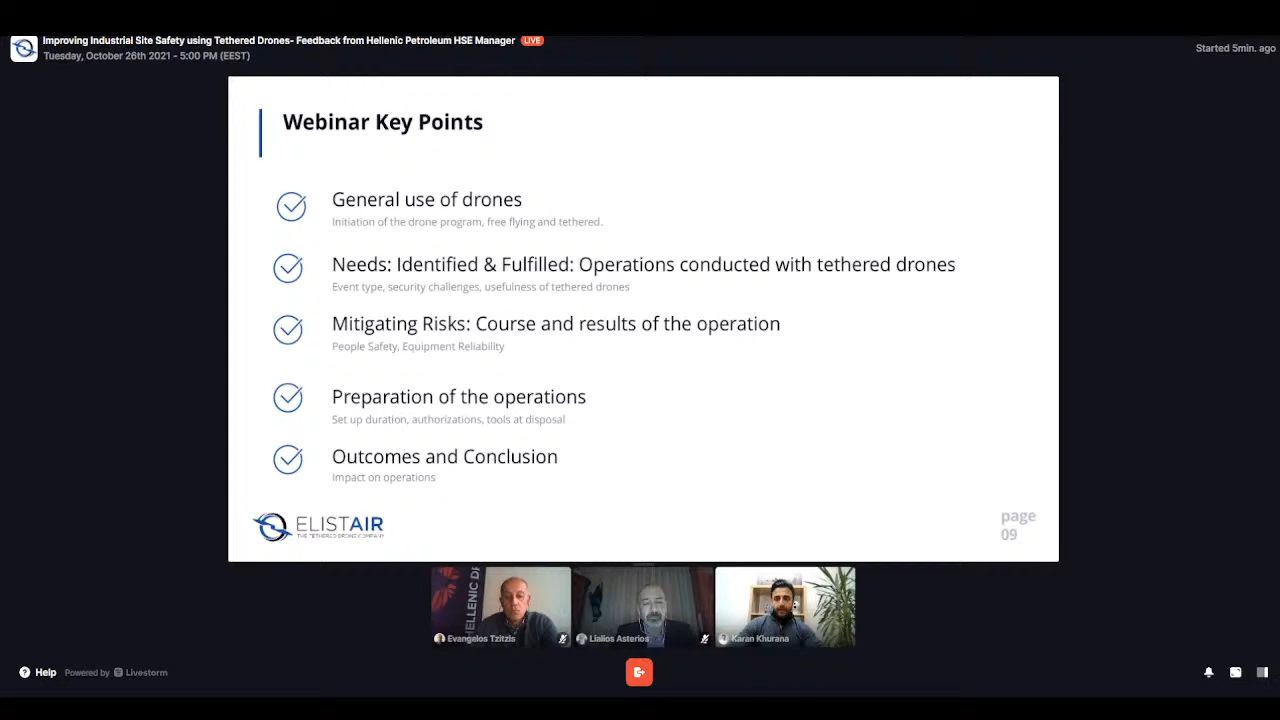 Improving Industrial Site Safety using Tethered Drones- Feedback from Hellenic Petroleum HSE Manager LIVE
Tuesday, October 26th 2021 - 5:00 PM (EEST)
Started 5min. ago
Webinar Key Points
General use of drones
Initiation of the drone program, free flying and tethered.
Needs: Identified & Fulfilled: Operations conducted with tethered drones
Event type, security challenges, usefulness of tethered drones
Mitigating Risks: Course and results of the operation
People Safety, Equipment Reliability
Preparation of the operations
Set up duration, authorizations, tools at disposal
Outcomes and Conclusion
Impact on operations
ELISTAIR
THE TETHERED DRONE COMPANY
page
09
HELLENIC
Evangelos Tzitzis
Lialios Asterios
Karan Khurana
Help Powered by Livestorm